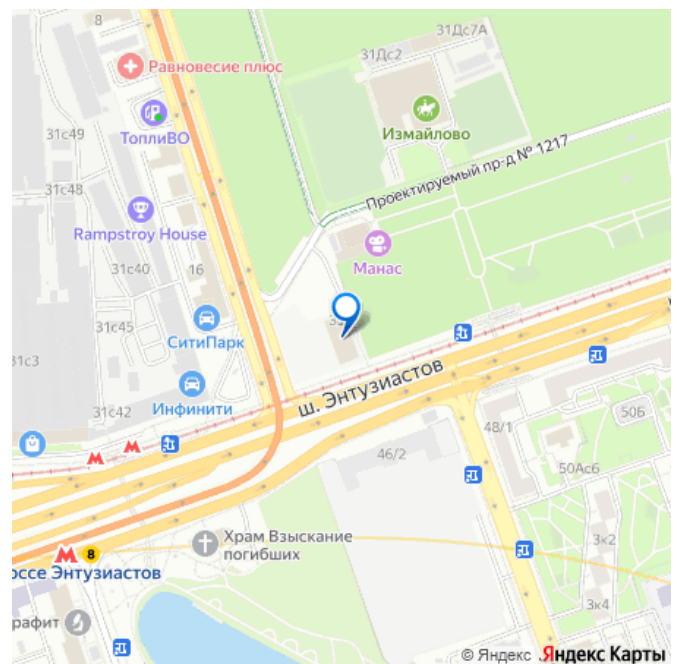 8
31Дс7А
31Дс2
Равновесие плюс
ТоплиВО
Измайлово
31с49
Проектируемый пр-д № 1217
31с48
Rampstroy House
Манас
31с40
16
СитиПарк
31с45
31с3
ш. Энтузиастов
Инфинити
31с42
50Б
48/1
46/2
50Ас6
Храм Взыскание
погибших
3к2
8
оссе Энтузиастов
3к4
рафит
© Яндекс Яндекс Карты